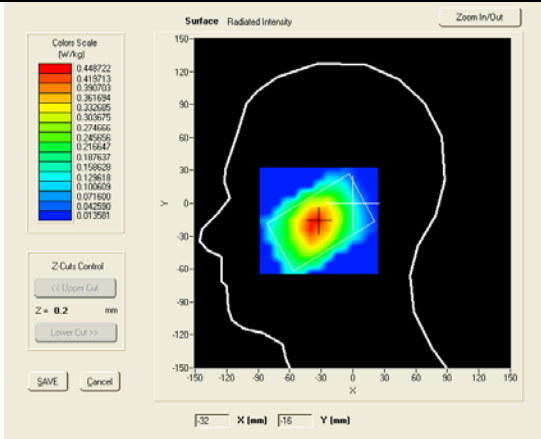 Surface Radiated Intensity
Zoom In/Out
Colors Scale
(W/kg)
0.448722
0.419713
0.390703
0.361694
0.332685
0.303675
0.274666
0.245656
0.216647
0.187637
0.158628
0.129618
0.100609
0.071600
0.042590
0.013581
Z-Cuts Control
<< Upper Cut
Z = 0.2 mm
Lower Cut >>
SAVE Cancel
150-
120-
90-
60-
30-
Y 0-
-30-
-60-
-90-
-120-
-150-
-150 -120 -90 -60 -30 0 30 60 90 120 150
X
-32 X (mm) -16 Y (mm)